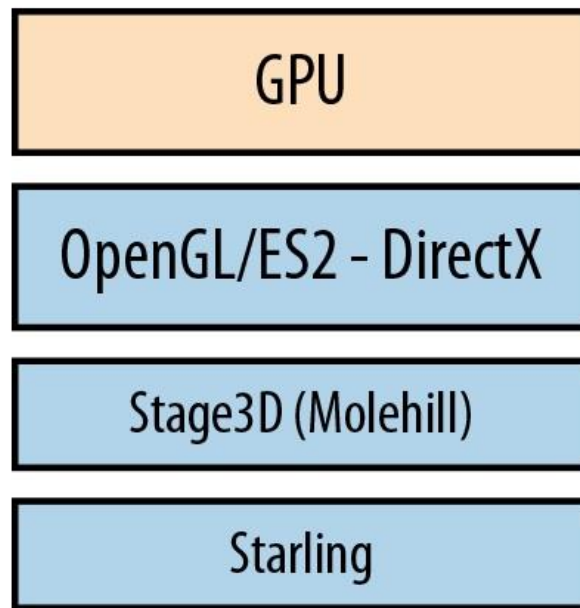 GPU
OpenGL/ES2 - DirectX
Stage3D (Molehill)
Starling